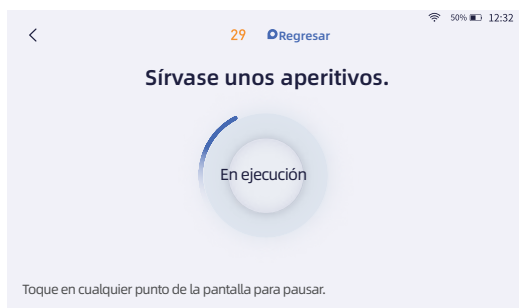 50% 12:32
29 Regresar
Sírvase unos aperitivos.
En ejecución
Toque en cualquier punto de la pantalla para pausar.